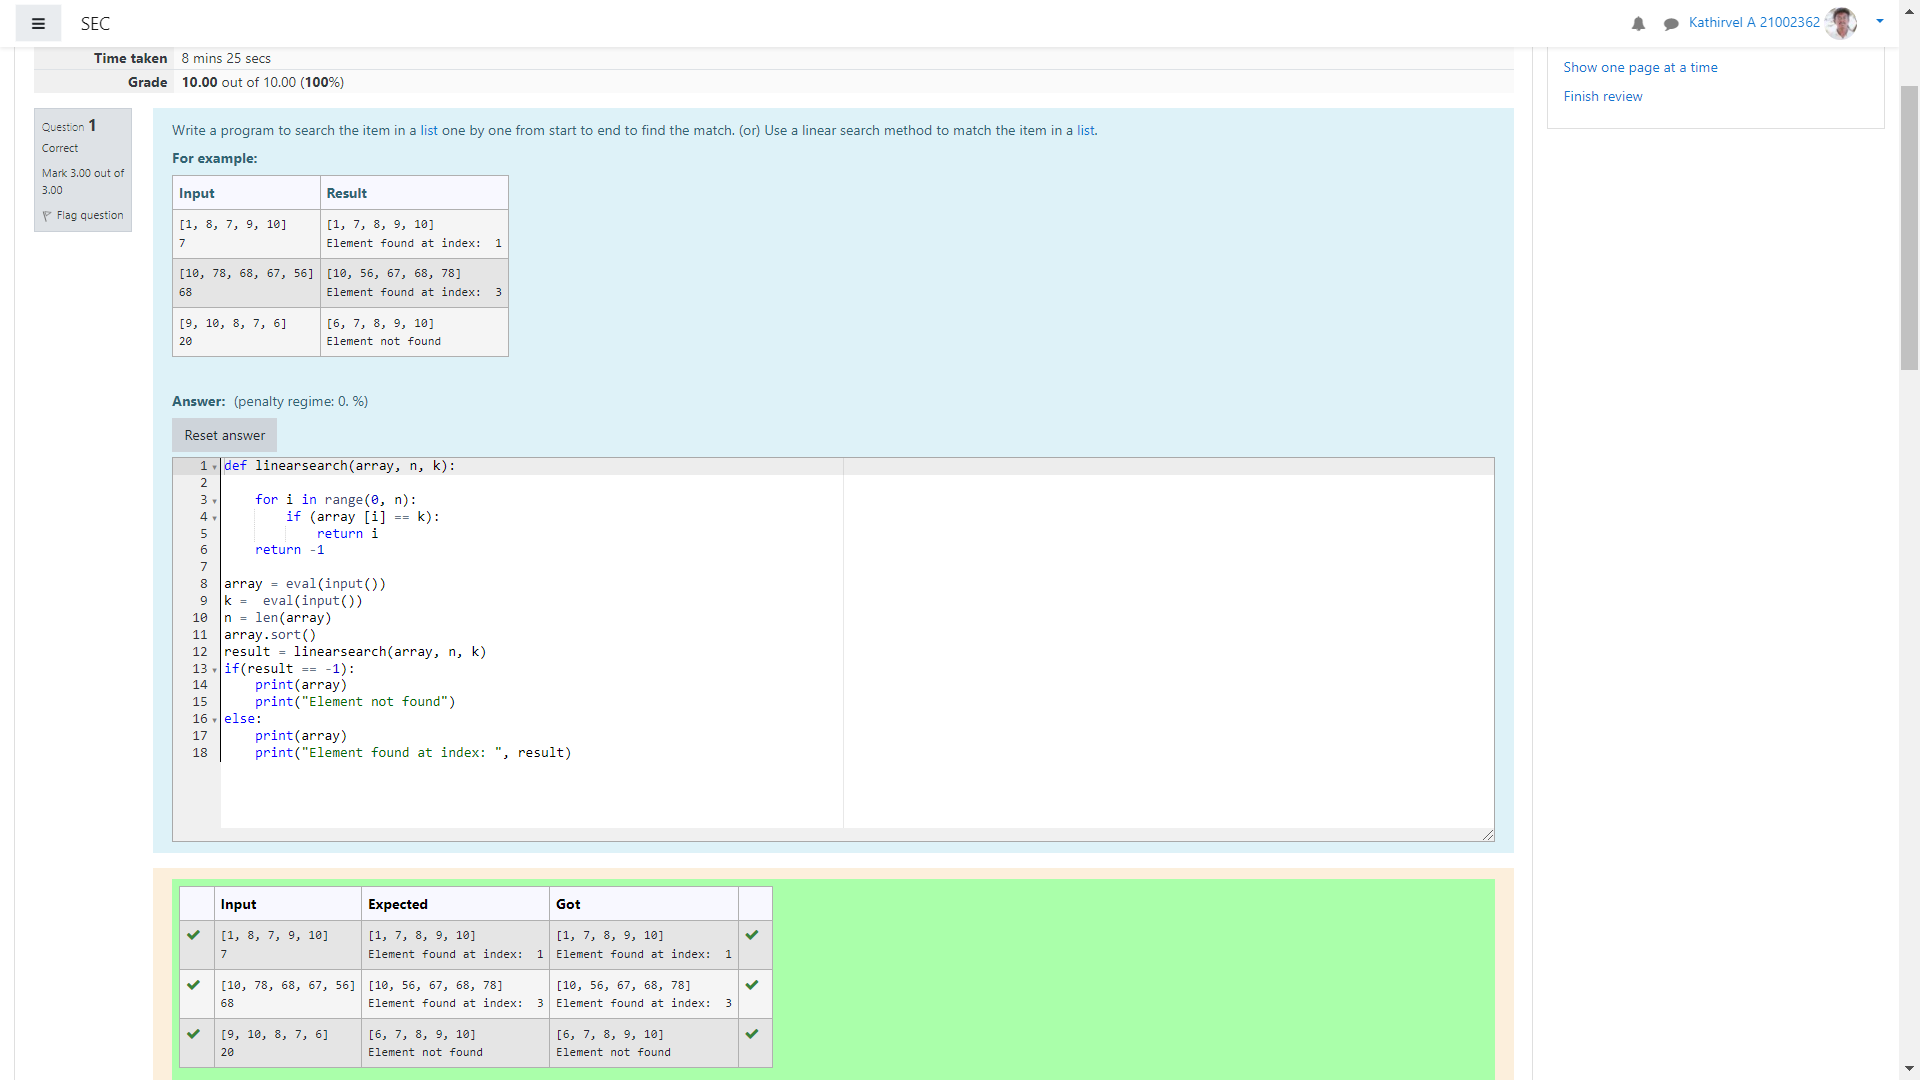 SEC
Kathirvel A 21002362
Time taken 8 mins 25 secs
Grade 10.00 out of 10.00 (100%)
Show one page at a time
Finish review
Question 1
Correct
Mark 3.00 out of
3.00
Flag question
Write a program to search the item in a list one by one from start to end to find the match. (or) Use a linear search method to match the item in a list.
For example:
Input Result
[1, 8, 7, 9, 10] [1, 7, 8, 9, 10]
7 Element found at index:  1
[10, 78, 68, 67, 56] [10, 56, 67, 68, 78]
68 Element found at index:  3
[9, 10, 8, 7, 6] [6, 7, 8, 9, 10]
20 Element not found
Answer: (penalty regime: 0. %)
Reset answer
1 def linearsearch(array, n, k):
2
3     for i in range(0, n):
4         if (array [i] == k):
5             return i
6     return -1
7
8 array = eval(input())
9 k =  eval(input())
10 n = len(array)
11 array.sort()
12 result = linearsearch(array, n, k)
13 if(result == -1):
14     print(array)
15     print("Element not found")
16 else:
17     print(array)
18     print("Element found at index: ", result)
Input Expected Got
[1, 8, 7, 9, 10] [1, 7, 8, 9, 10] [1, 7, 8, 9, 10]
7 Element found at index:  1 Element found at index:  1
[10, 78, 68, 67, 56] [10, 56, 67, 68, 78] [10, 56, 67, 68, 78]
68 Element found at index:  3 Element found at index:  3
[9, 10, 8, 7, 6] [6, 7, 8, 9, 10] [6, 7, 8, 9, 10]
20 Element not found Element not found